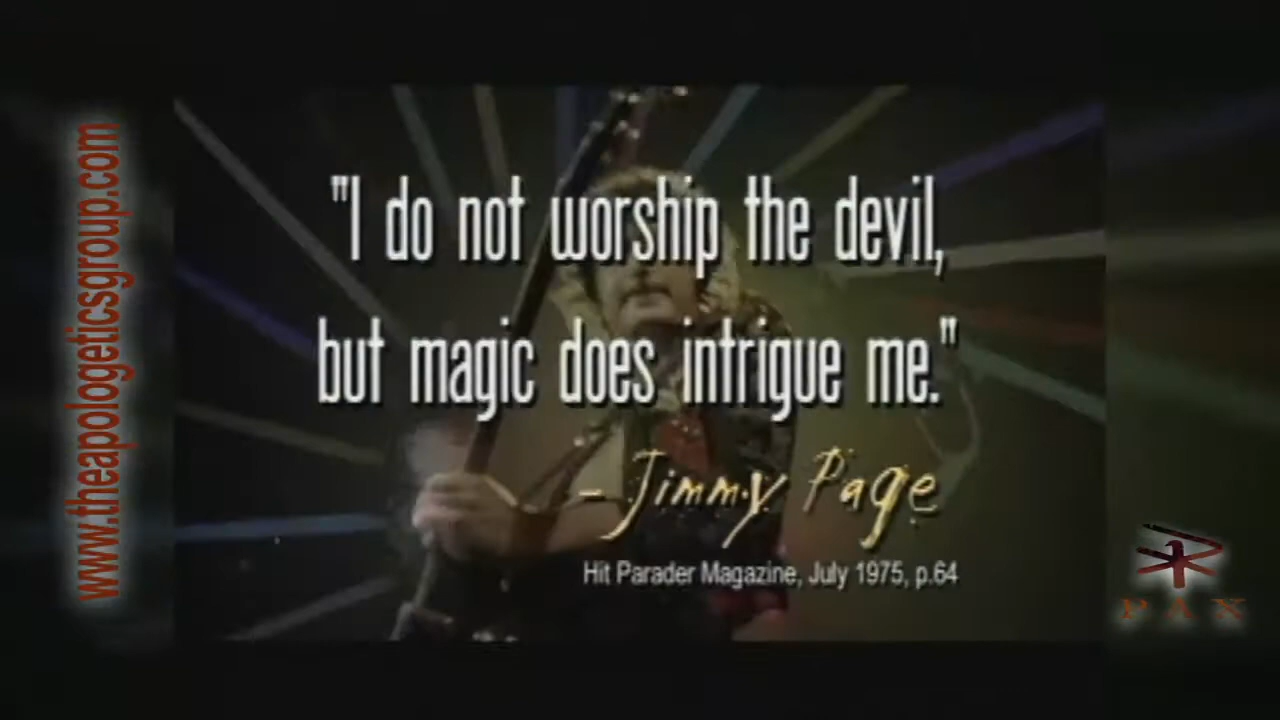 www.theapologeticsgroup.com
"I do not worship the devil,
but magic does intrigue me."
- Jimmy Page
Hit Parader Magazine, July 1975, p.64
PAX